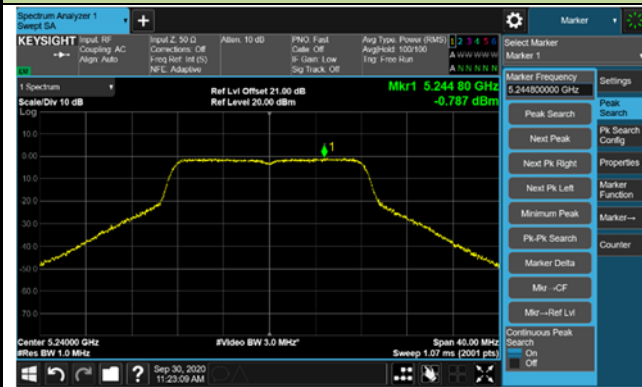 Spectrum Analyzer 1
Swept SA
+
Marker
KEYSIGHT
Input: RF
Coupling: AC
Align: Auto
Input Z: 50 Ω
Corrections: Off
Freq Ref: Int (S)
NFE: Adaptive
Atten: 10 dB
PNO: Fast
Gate: Off
IF Gain: Low
Sig Track: Off
Avg Type: Power (RMS)
Avg|Hold: 100/100
Trig: Free Run
1 2 3 4 5 6
A W W W W W
A N N N N N
Select Marker
Marker 1
1 Spectrum
Scale/Div 10 dB
Log
Ref Lvl Offset 21.00 dB
Ref Level 20.00 dBm
Mkr1 5.244 80 GHz
-0.787 dBm
10.0
0.00
-10.0
-20.0
-30.0
-40.0
-50.0
-60.0
-70.0
1
Center 5.24000 GHz
#Res BW 1.0 MHz
#Video BW 3.0 MHz*
Span 40.00 MHz
Sweep 1.07 ms (2001 pts)
Marker Frequency
5.244800000 GHz
Peak Search
Next Peak
Next Pk Right
Next Pk Left
Minimum Peak
Pk-Pk Search
Marker Delta
Mkr→CF
Mkr→Ref Lvl
Continuous Peak
Search
On
Off
Settings
Peak
Search
Pk Search
Config
Properties
Marker
Function
Marker→
Counter
?
Sep 30, 2020
11:23:09 AM